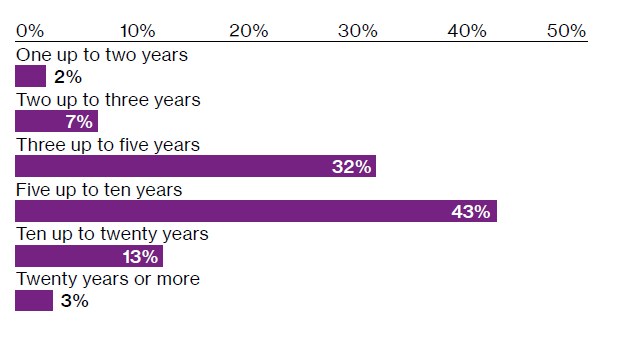 0% 10% 20% 30% 40% 50%
One up to two years
2%
Two up to three years
7%
Three up to five years
32%
Five up to ten years
43%
Ten up to twenty years
13%
Twenty years or more
3%